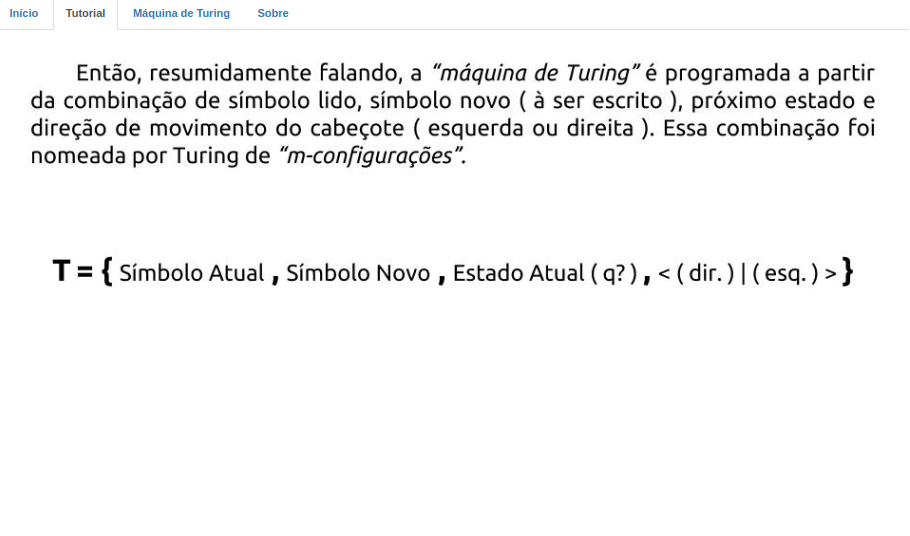 Início Tutorial Máquina de Turing Sobre
Então, resumidamente falando, a “máquina de Turing” é programada a partir
da combinação de símbolo lido, símbolo novo ( à ser escrito ), próximo estado e
direção de movimento do cabeçote ( esquerda ou direita ). Essa combinação foi
nomeada por Turing de “m-configurações”.
T = { Símbolo Atual , Símbolo Novo , Estado Atual ( q? ) , < ( dir. ) | ( esq. ) > }